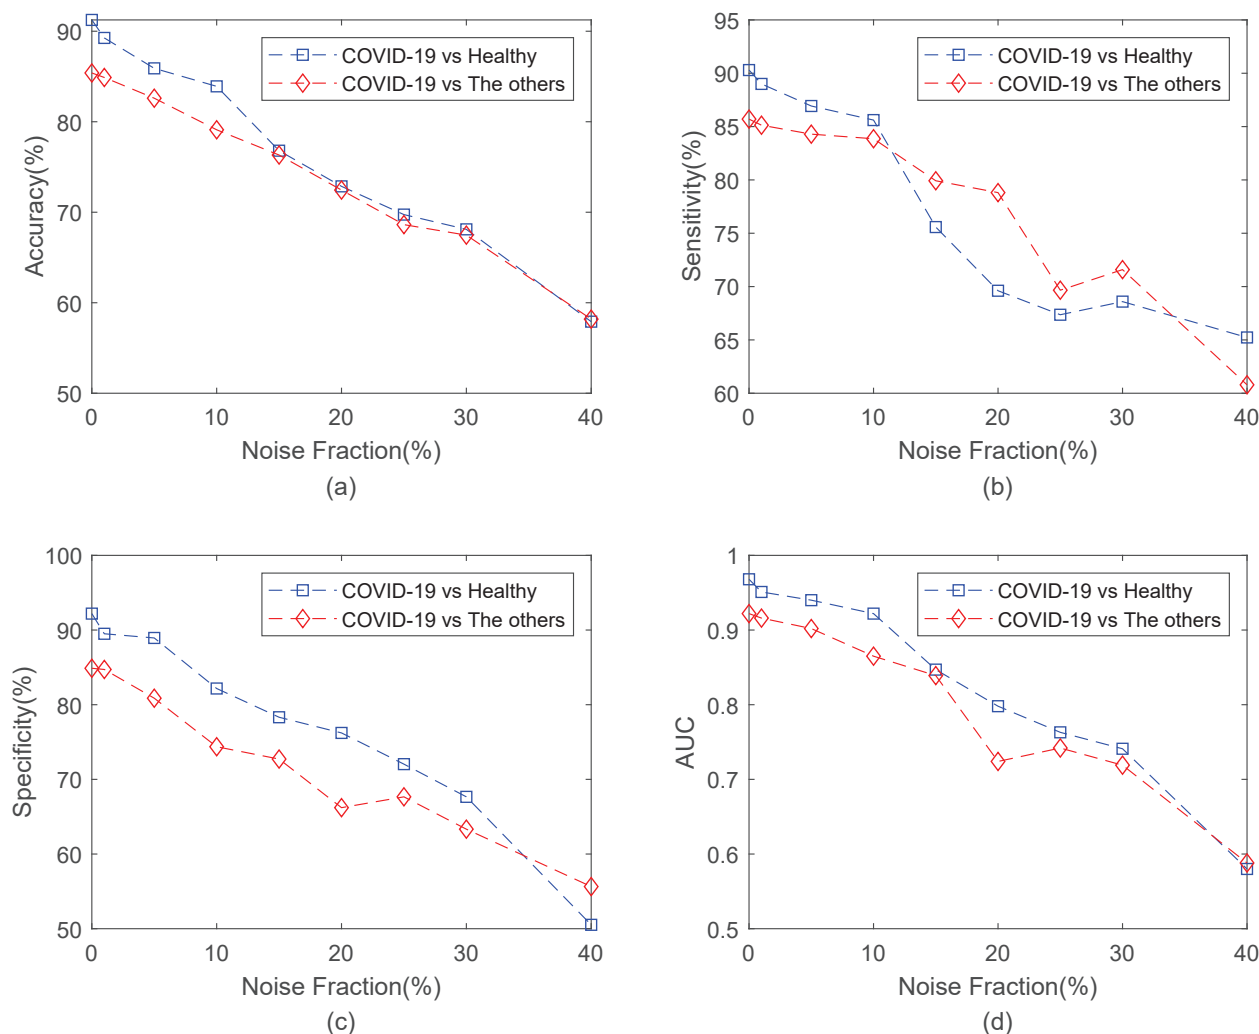 90
80
70
60
50
0
10
20
30
40
Accuracy(%)
Noise Fraction(%)
COVID-19 vs Healthy
COVID-19 vs The others
(a)
95
90
85
80
75
70
65
60
0
10
20
30
40
Sensitivity(%)
Noise Fraction(%)
COVID-19 vs Healthy
COVID-19 vs The others
(b)
100
90
80
70
60
50
0
10
20
30
40
Specificity(%)
Noise Fraction(%)
COVID-19 vs Healthy
COVID-19 vs The others
(c)
1
0.9
0.8
0.7
0.6
0.5
0
10
20
30
40
AUC
Noise Fraction(%)
COVID-19 vs Healthy
COVID-19 vs The others
(d)